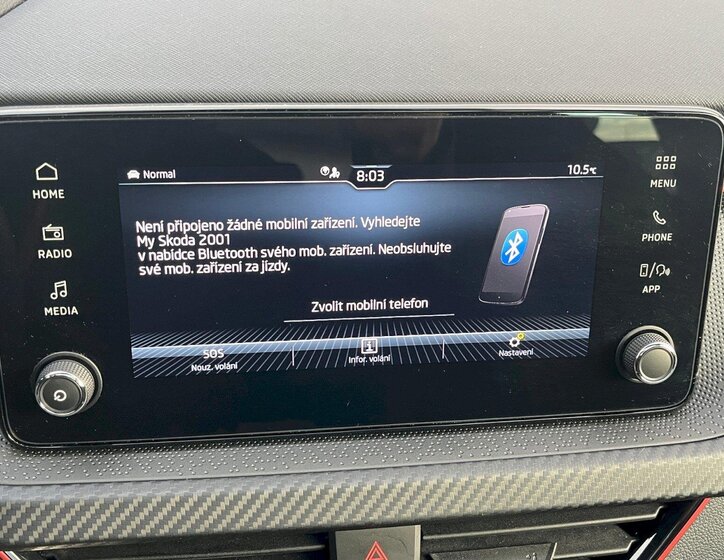 HOME
RADIO
MEDIA
Normal
8:03
10.5°C
Není připojeno žádné mobilní zařízení. Vyhledejte
My Skoda 2001
v nabídce Bluetooth svého mob. zařízení. Neobsluhujte
své mob. zařízení za jízdy.
Zvolit mobilní telefon
SOS
Nouz. volání
i
Infor. volání
Nastavení
MENU
PHONE
APP